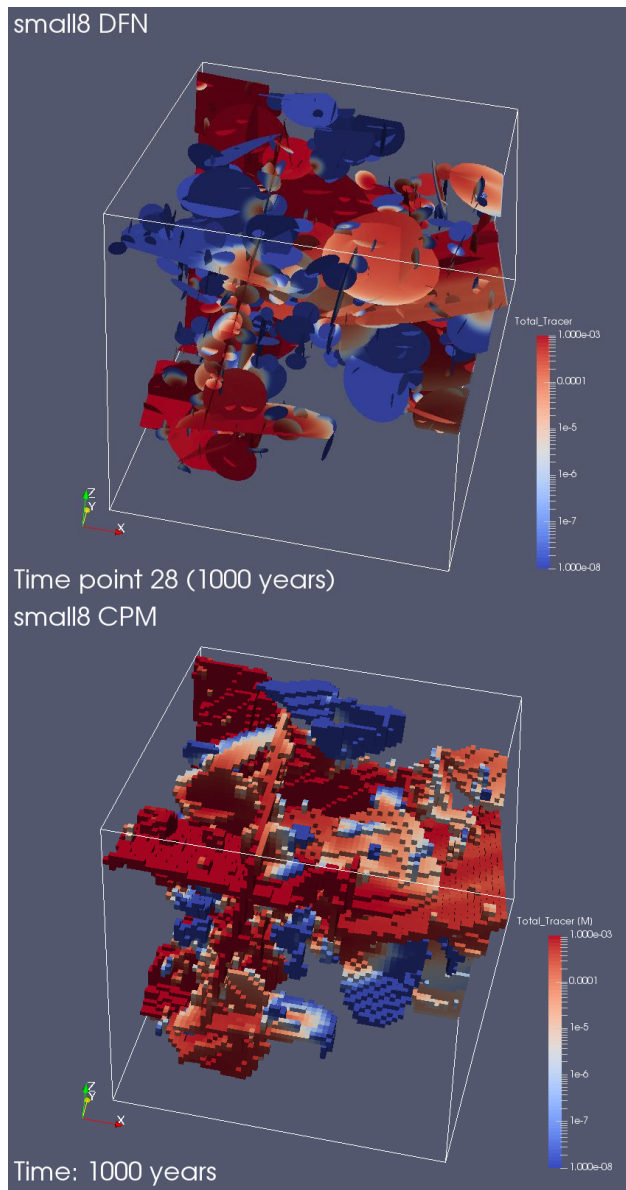 small8 DFN
Total_Tracer
1.000e-03
0.0001
1e-5
1e-6
1e-7
1.000e-08
Z
Y
X
Time point 28 (1000 years)
small8 CPM
Total_Tracer (M)
1.000e-03
0.0001
1e-5
1e-6
1e-7
1.000e-08
Z
Y
X
Time: 1000 years